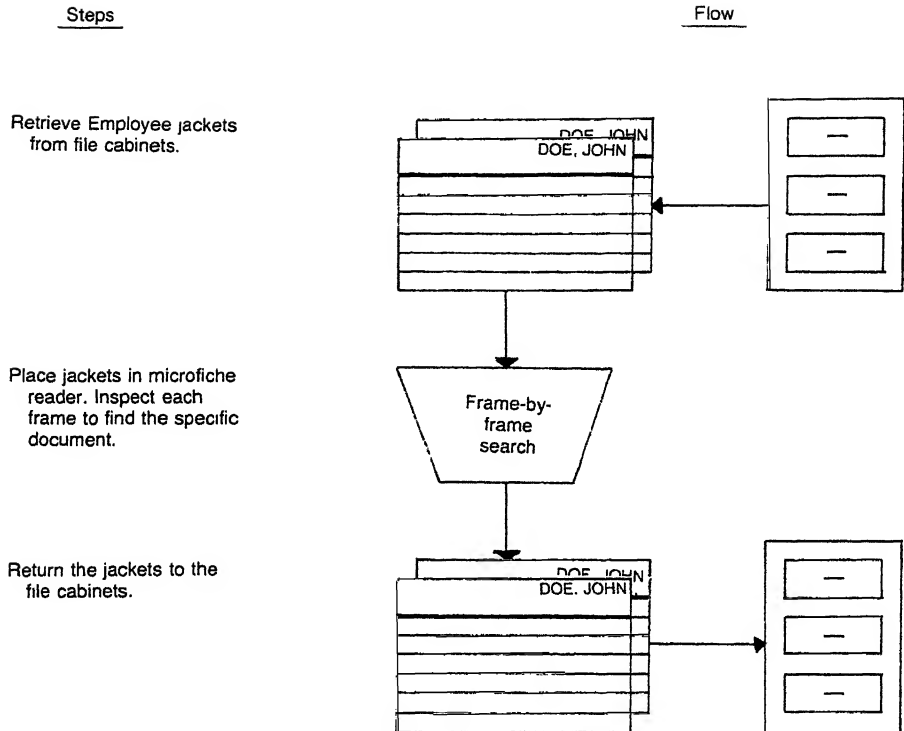 Steps
Flow
Retrieve Employee jackets
from file cabinets.
DOE, JOHN
DOE, JOHN
Place jackets in microfiche
reader. Inspect each
frame to find the specific
document.
Frame-by-
frame
search
Return the jackets to the
file cabinets.
DOE, JOHN
DOE. JOHN